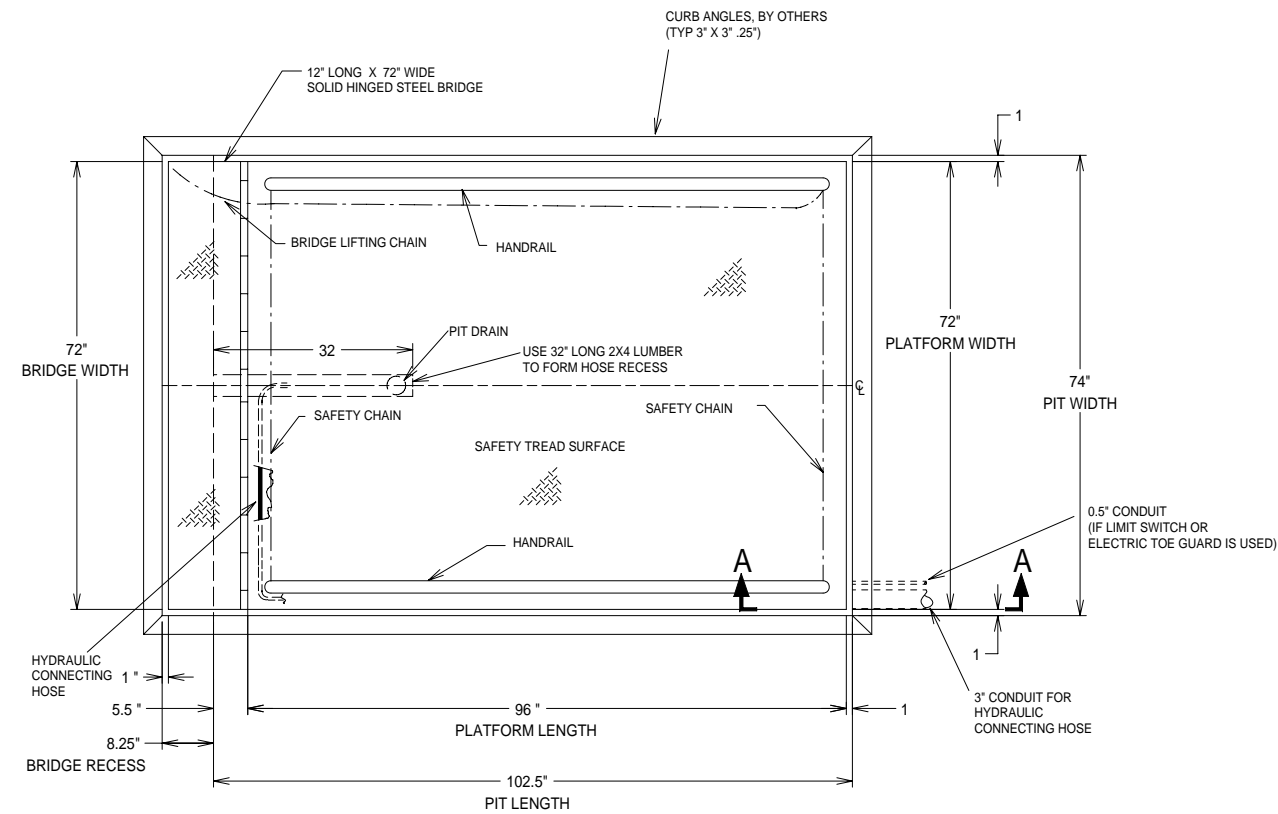 CURB ANGLES, BY OTHERS
(TYP 3" X 3" .25")
12" LONG X 72" WIDE
SOLID HINGED STEEL BRIDGE
1
BRIDGE LIFTING CHAIN
HANDRAIL
PIT DRAIN
32
USE 32" LONG 2X4 LUMBER
TO FORM HOSE RECESS
72"
BRIDGE WIDTH
72"
PLATFORM WIDTH
74"
PIT WIDTH
℄
SAFETY CHAIN
SAFETY CHAIN
SAFETY TREAD SURFACE
0.5" CONDUIT
(IF LIMIT SWITCH OR
ELECTRIC TOE GUARD IS USED)
HANDRAIL
A
A
HYDRAULIC
CONNECTING
HOSE
1 "
1
3" CONDUIT FOR
HYDRAULIC
CONNECTING HOSE
5.5 "
96 "
PLATFORM LENGTH
1
8.25"
BRIDGE RECESS
102.5"
PIT LENGTH